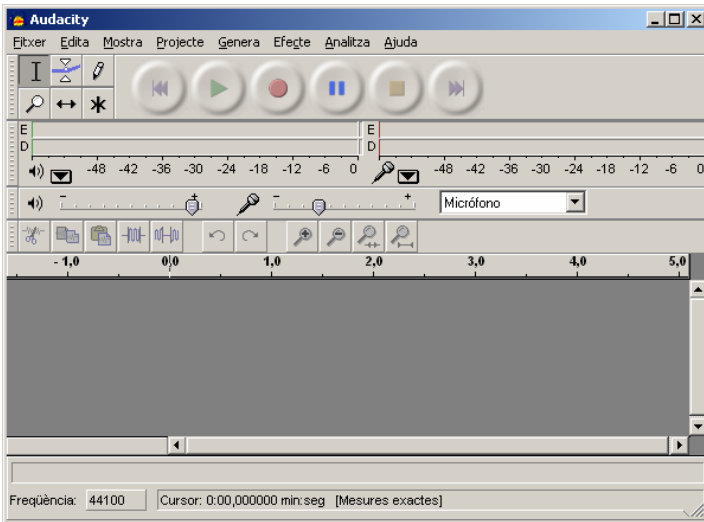 Audacity
Fitxer Edita Mostra Projecte Genera Efecte Analitza Ajuda
E E
D D
-48 -42 -36 -30 -24 -18 -12 -6 0 -48 -42 -36 -30 -24 -18 -12 -6 0
- + - + Micrófono
- 1,0 0,0 1,0 2,0 3,0 4,0 5,0
Freqüència: 44100 Cursor: 0:00,000000 min:seg [Mesures exactes]